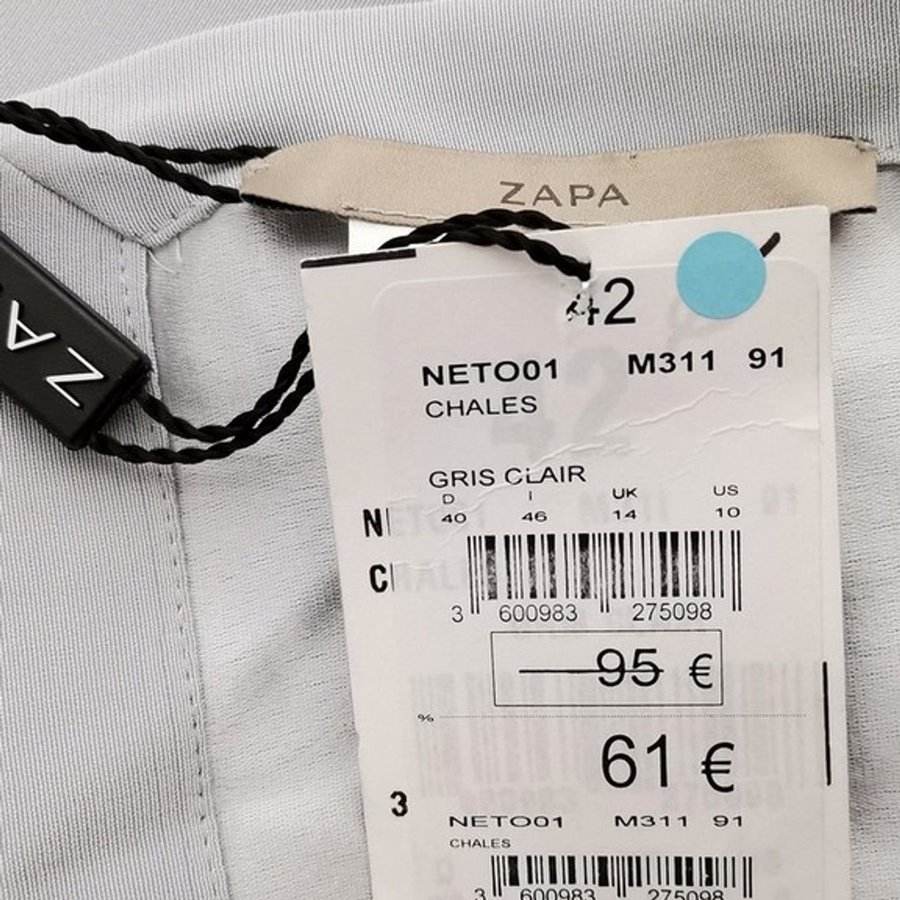 ZAPA
ZA
42
NETO01 M311 91
CHALES
GRIS CLAIR
D I UK US
40 46 14 10
3 600983 275098
95 €
%
61 €
NETO01 M311 91
CHALES
3 600983 275098
N
C
3